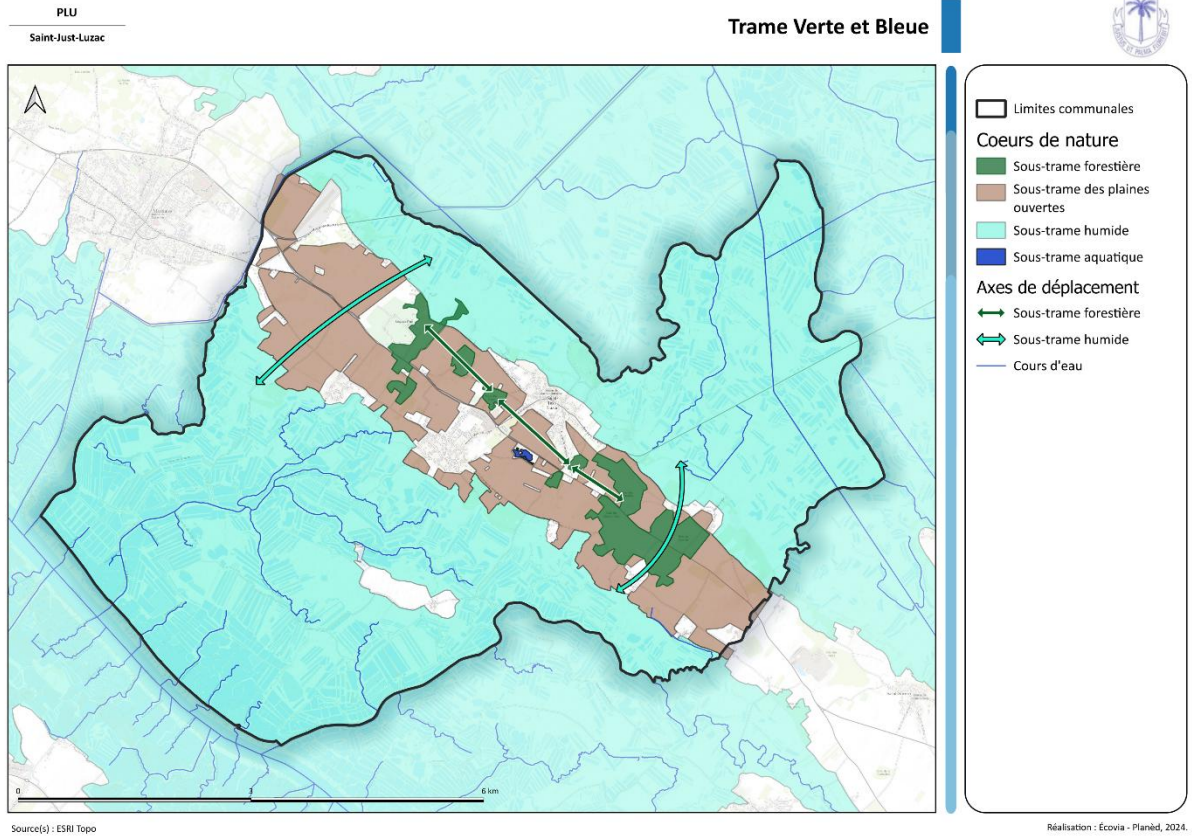 PLU
Saint-Just-Luzac
Trame Verte et Bleue
Limites communales
Coeurs de nature
Sous-trame forestière
Sous-trame des plaines
ouvertes
Sous-trame humide
Sous-trame aquatique
Axes de déplacement
Sous-trame forestière
Sous-trame humide
Cours d'eau
0 3 6 km
Source(s) : ESRI Topo
Réalisation : Écovia - Planèd, 2024.